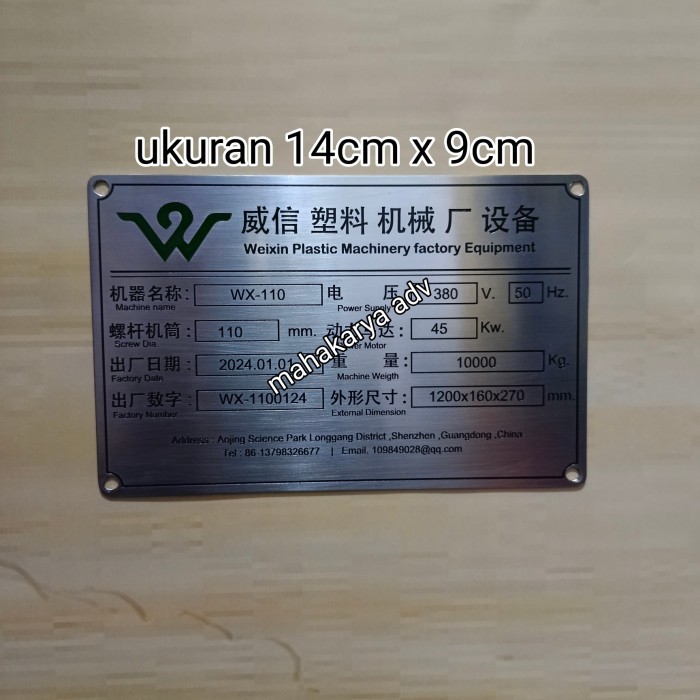 ukuran 14cm x 9cm
威信 塑料 机械 厂 设备
Weixin Plastic Machinery factory Equipment
机器名称: WX-110 电 压: 380 V. 50 Hz.
Machine name Power Supply
螺杆机筒: 110 mm. 动 达: 45 Kw.
Screw Dia Motor
出厂日期: 2024.01.01 重 量: 10000 Kg.
Factory Date Machine Weigth
出厂数字: WX-1100124 外形尺寸: 1200x160x270 mm.
Factory Number External Dimension
Address : Aojing Science Park Longgang District ,Shenzhen ,Guangdong ,China
Tel : 86 13798326677 | Email. 109849028@qq.com
mahakarya adv